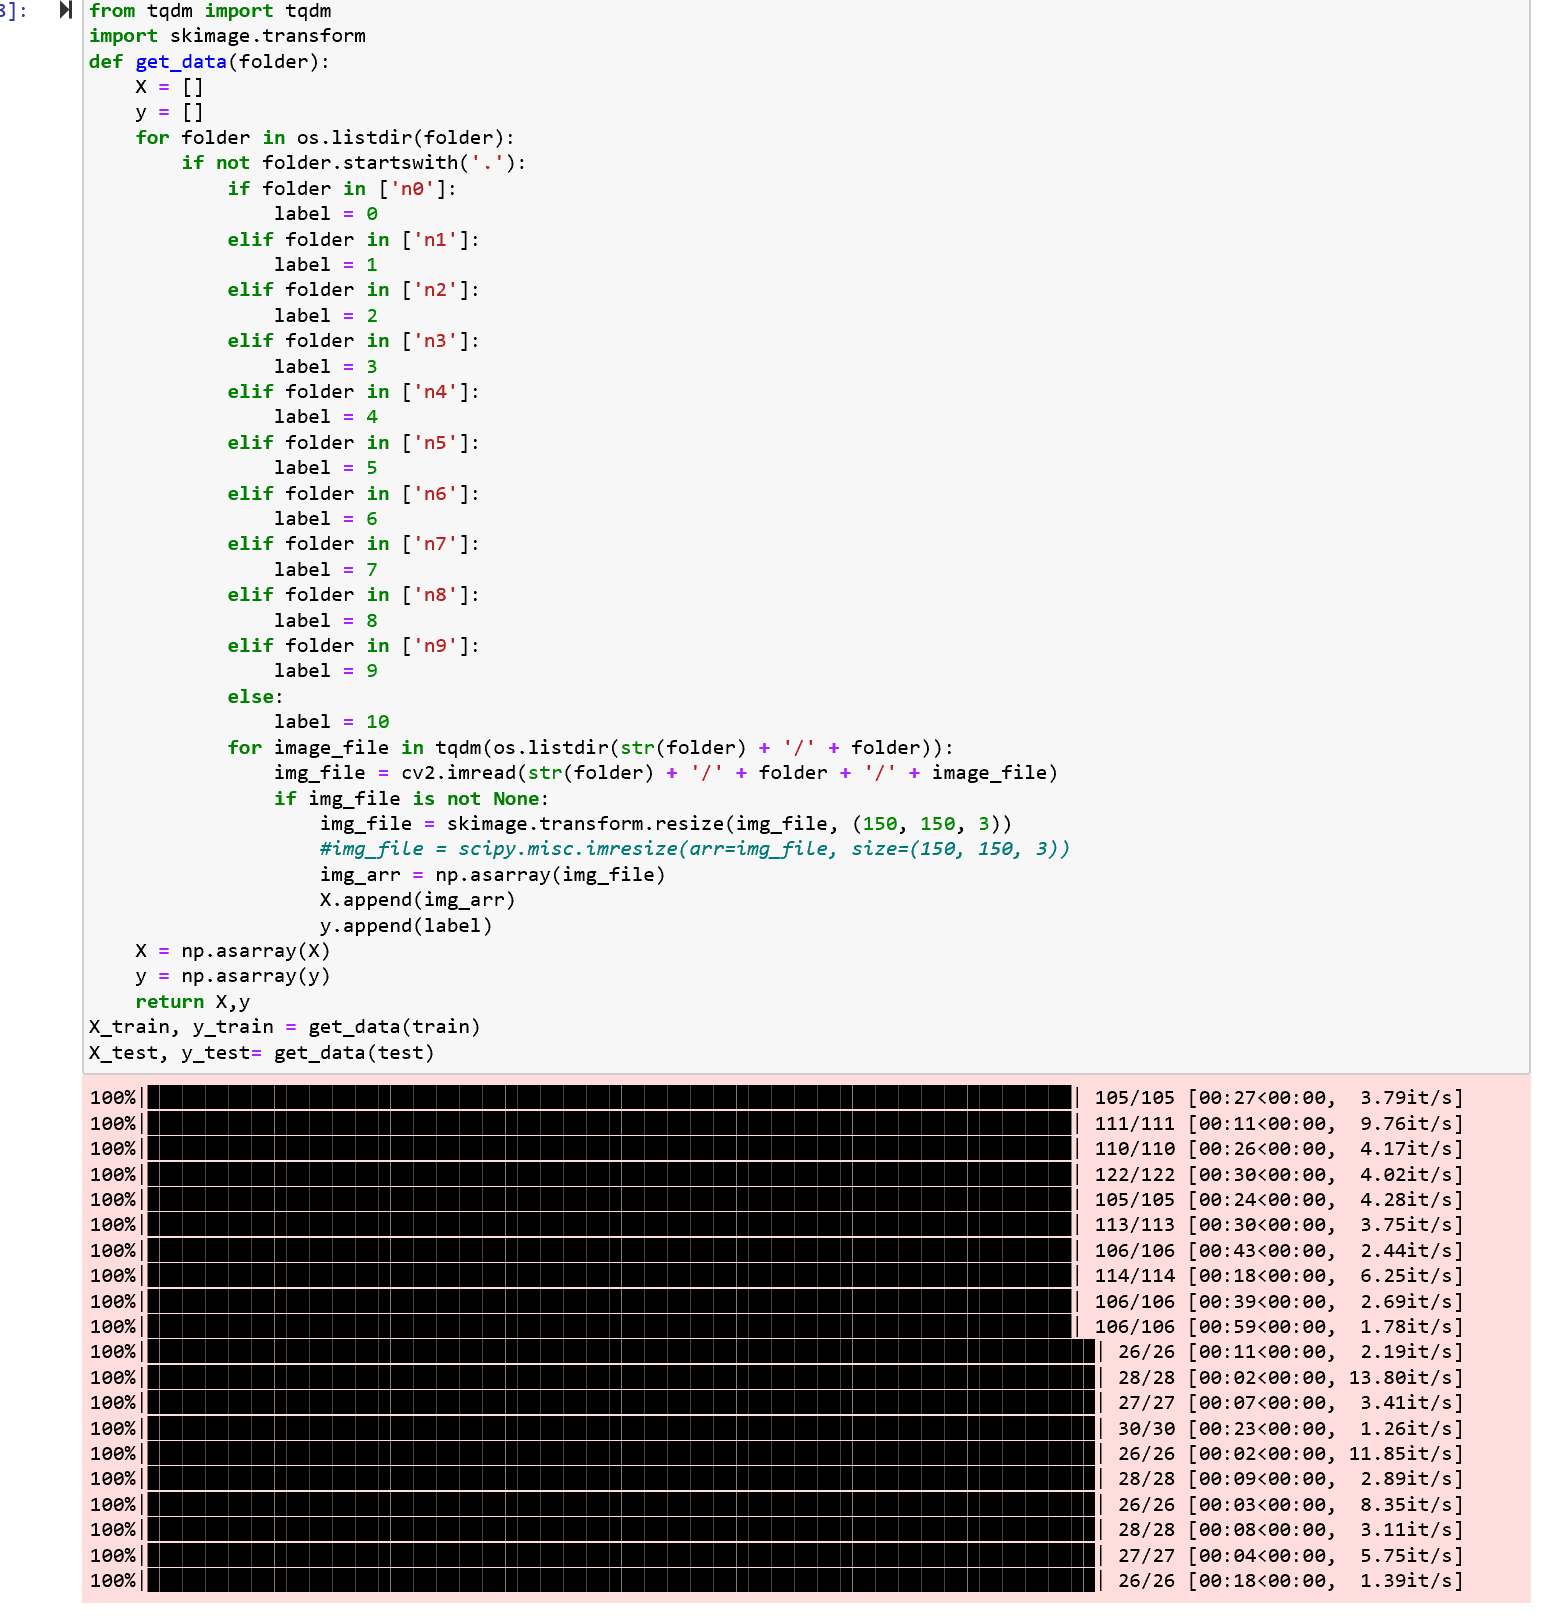 3]:
from tqdm import tqdm
import skimage.transform
def get_data(folder):
    X = []
    y = []
    for folder in os.listdir(folder):
        if not folder.startswith('.'):
            if folder in ['n0']:
                label = 0
            elif folder in ['n1']:
                label = 1
            elif folder in ['n2']:
                label = 2
            elif folder in ['n3']:
                label = 3
            elif folder in ['n4']:
                label = 4
            elif folder in ['n5']:
                label = 5
            elif folder in ['n6']:
                label = 6
            elif folder in ['n7']:
                label = 7
            elif folder in ['n8']:
                label = 8
            elif folder in ['n9']:
                label = 9
            else:
                label = 10
            for image_file in tqdm(os.listdir(str(folder) + '/' + folder)):
                img_file = cv2.imread(str(folder) + '/' + folder + '/' + image_file)
                if img_file is not None:
                    img_file = skimage.transform.resize(img_file, (150, 150, 3))
                    #img_file = scipy.misc.imresize(arr=img_file, size=(150, 150, 3))
                    img_arr = np.asarray(img_file)
                    X.append(img_arr)
                    y.append(label)
    X = np.asarray(X)
    y = np.asarray(y)
    return X,y
X_train, y_train = get_data(train)
X_test, y_test= get_data(test)
100%| | 105/105 [00:27<00:00,  3.79it/s]
100%| | 111/111 [00:11<00:00,  9.76it/s]
100%| | 110/110 [00:26<00:00,  4.17it/s]
100%| | 122/122 [00:30<00:00,  4.02it/s]
100%| | 105/105 [00:24<00:00,  4.28it/s]
100%| | 113/113 [00:30<00:00,  3.75it/s]
100%| | 106/106 [00:43<00:00,  2.44it/s]
100%| | 114/114 [00:18<00:00,  6.25it/s]
100%| | 106/106 [00:39<00:00,  2.69it/s]
100%| | 106/106 [00:59<00:00,  1.78it/s]
100%| | 26/26 [00:11<00:00,  2.19it/s]
100%| | 28/28 [00:02<00:00, 13.80it/s]
100%| | 27/27 [00:07<00:00,  3.41it/s]
100%| | 30/30 [00:23<00:00,  1.26it/s]
100%| | 26/26 [00:02<00:00, 11.85it/s]
100%| | 28/28 [00:09<00:00,  2.89it/s]
100%| | 26/26 [00:03<00:00,  8.35it/s]
100%| | 28/28 [00:08<00:00,  3.11it/s]
100%| | 27/27 [00:04<00:00,  5.75it/s]
100%| | 26/26 [00:18<00:00,  1.39it/s]